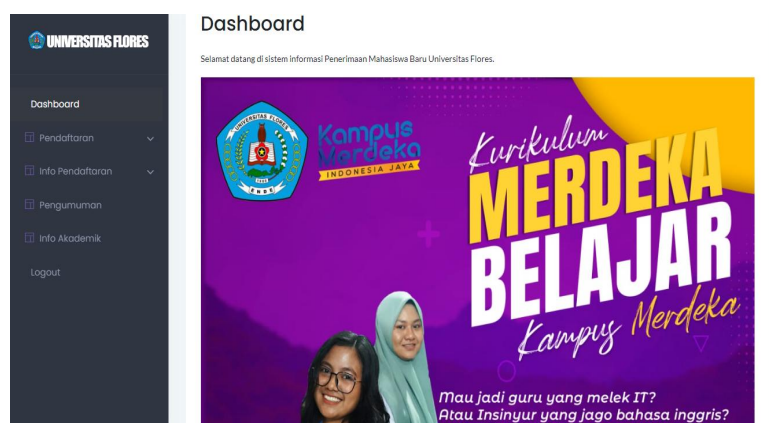 UNIVERSITAS FLORES
Dashboard
Pendaftaran
Info Pendaftaran
Pengumuman
Info Akademik
Logout
Dashboard
Selamat datang di sistem informasi Penerimaan Mahasiswa Baru Universitas Flores.
UNIVERSITAS FLORES
ENDE
Kampus
Merdeka
INDONESIA JAYA
Kurikulum
MERDEKA
BELAJAR
Kampus Merdeka
Mau jadi guru yang melek IT?
Atau Insinyur yang jago bahasa inggris?